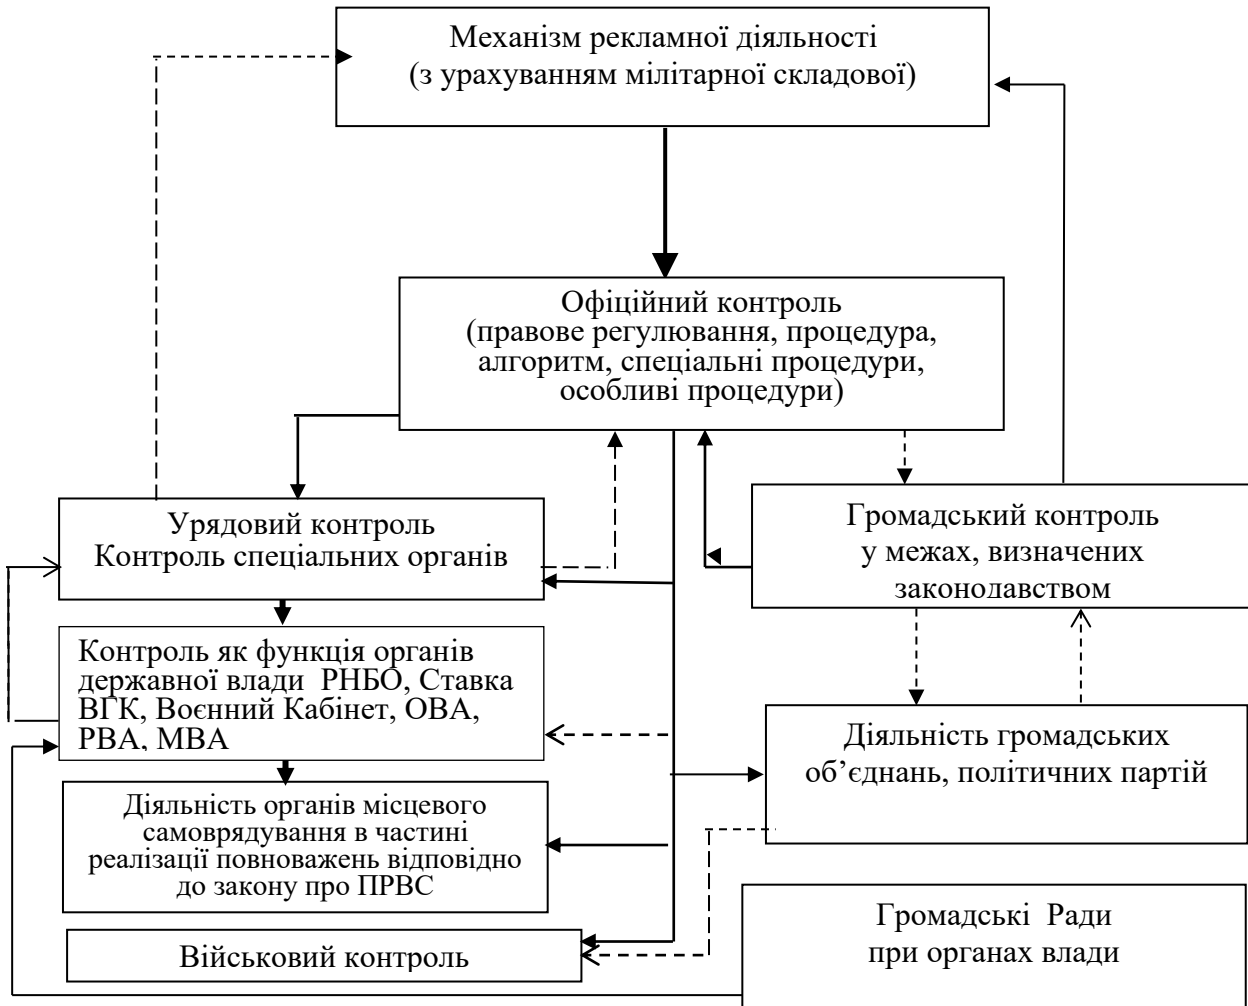 Механізм рекламної діяльності
(з урахуванням мілітарної складової)
Офіційний контроль
(правове регулювання, процедура,
алгоритм, спеціальні процедури,
особливі процедури)
Урядовий контроль
Контроль спеціальних органів
Громадський контроль
у межах, визначених
законодавством
Контроль як функція органів
державної влади РНБО, Ставка
ВГК, Воєнний Кабінет, ОВА,
РВА, МВА
Діяльність громадських
об’єднань, політичних партій
Діяльність органів місцевого
самоврядування в частині
реалізації повноважень відповідно
до закону про ПРВС
Громадські Ради
при органах влади
Військовий контроль